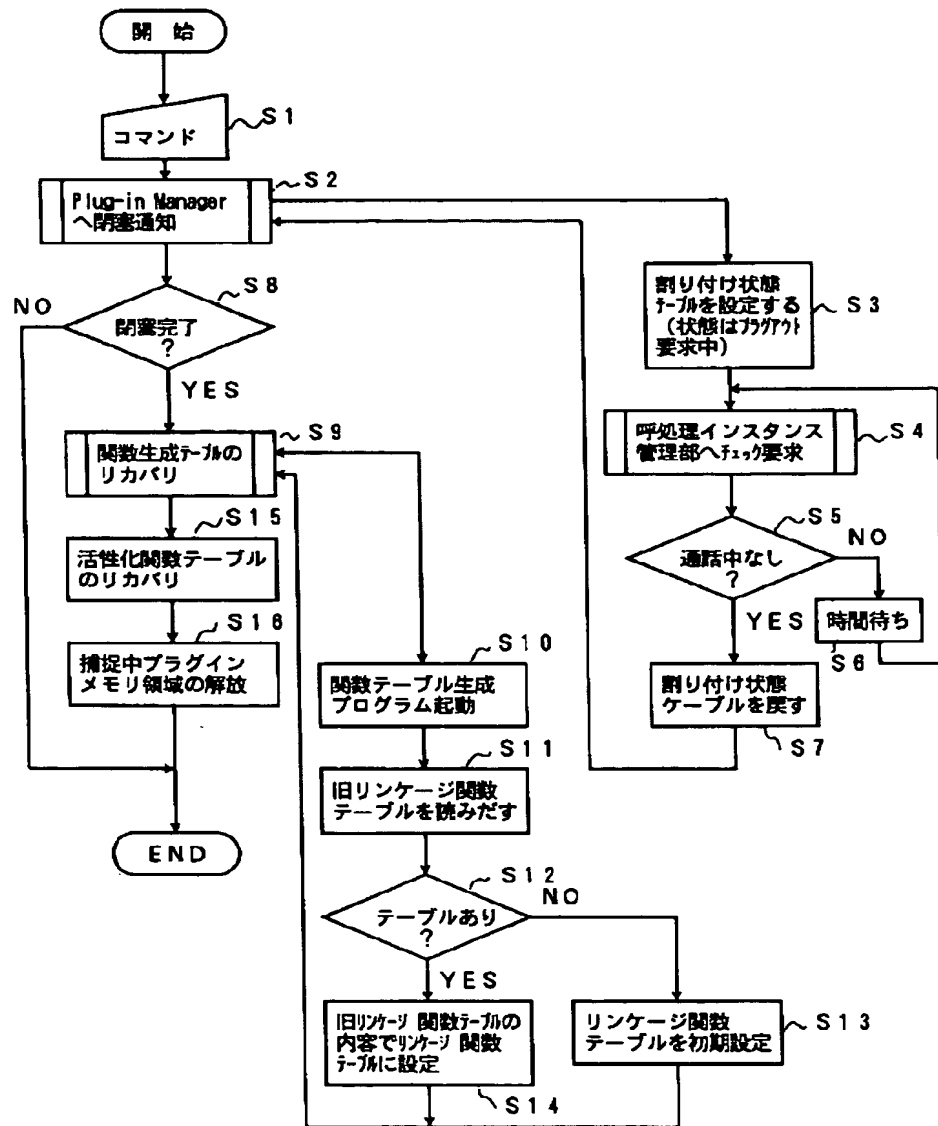 開 始
コマンド
S1
Plug-in Manager
へ閉塞通知
S2
閉塞完了
?
S8
NO
YES
関数生成テーブルの
リカバリ
S9
活性化関数テーブル
のリカバリ
S15
捕捉中プラグイン
メモリ領域の解放
S16
END
割り付け状態
テーブルを設定する
(状態はプラグアウト
要求中)
S3
呼処理インスタンス
管理部へチェック要求
S4
通話中なし
?
S5
NO
YES
時間待ち
S6
割り付け状態
ケーブルを戻す
S7
関数テーブル生成
プログラム起動
S10
旧リンケージ関数
テーブルを読みだす
S11
テーブルあり
?
S12
NO
YES
リンケージ関数
テーブルを初期設定
S13
旧リンケージ 関数テーブルの
内容でリンケージ 関数
テーブルに設定
S14